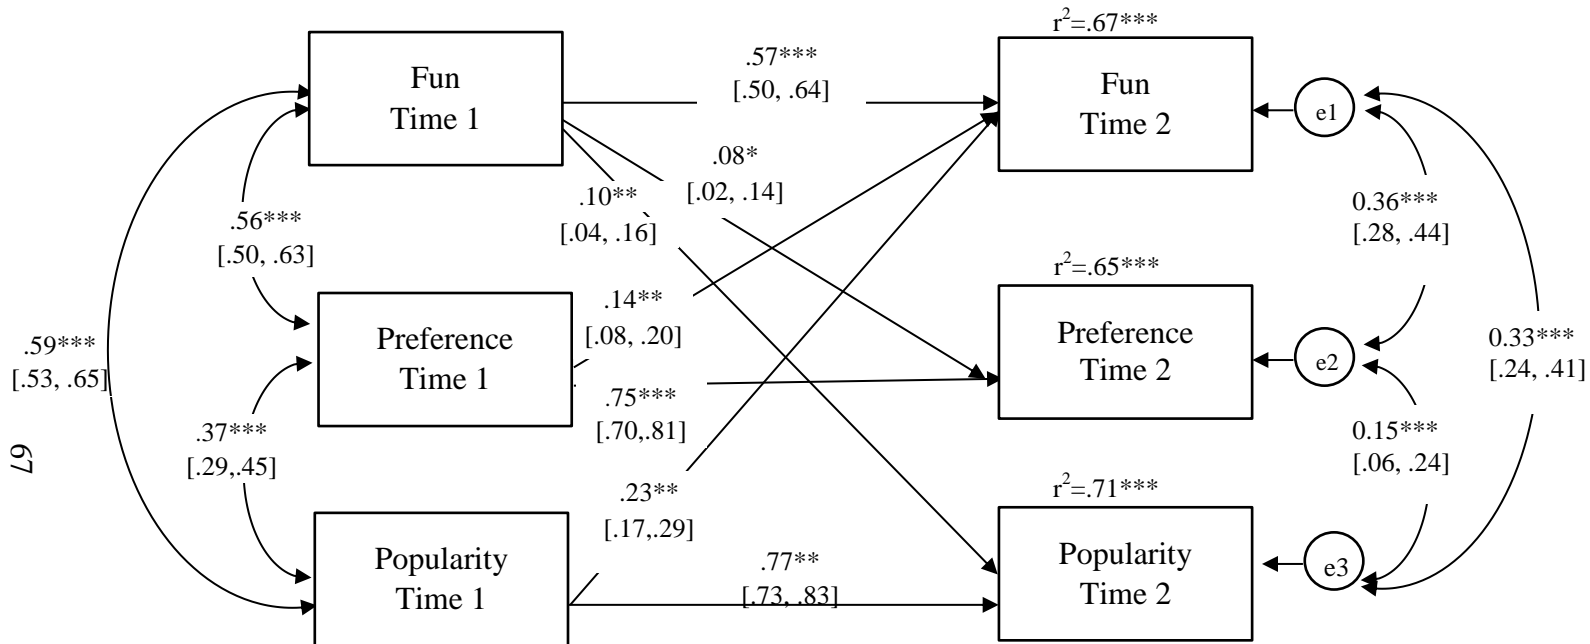 r²=.67***
Fun
Time 1
.57***
[.50, .64]
Fun
Time 2
e1
.08*
[.02, .14]
.10**
[.04, .16]
.56***
[.50, .63]
0.36***
[.28, .44]
r²=.65***
.14**
[.08, .20]
Preference
Time 1
Preference
Time 2
e2
.59***
[.53, .65]
0.33***
[.24, .41]
.75***
[.70,.81]
.37***
[.29,.45]
0.15***
[.06, .24]
67
r²=.71***
.23**
[.17,.29]
Popularity
Time 1
.77**
[.73, .83]
Popularity
Time 2
e3